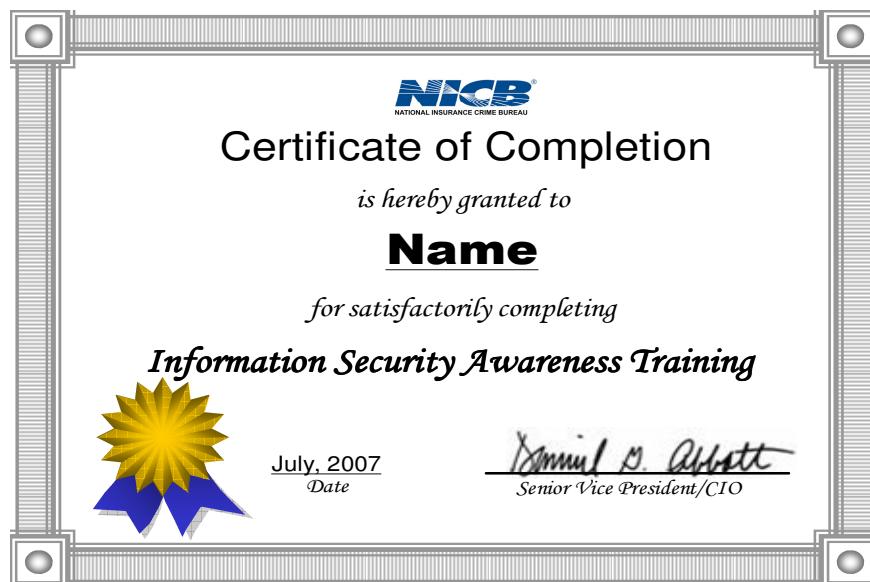 NICB®
NATIONAL INSURANCE CRIME BUREAU
Certificate of Completion
is hereby granted to
Name
for satisfactorily completing
Information Security Awareness Training
G. Abbott
July, 2007
Date
Senior Vice President/CIO